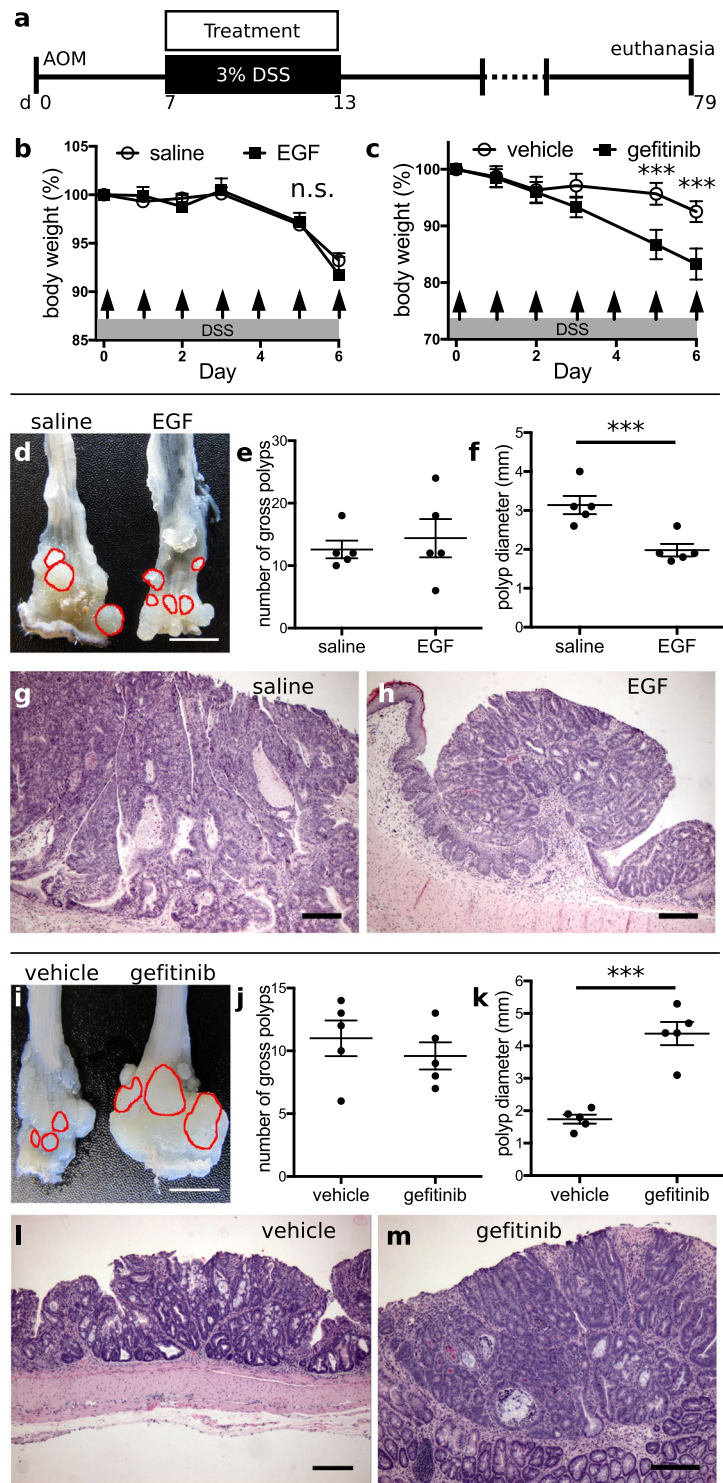 a
Treatment
AOM
3% DSS
euthanasia
d 0
7
13
79
b
saline
EGF
n.s.
105
100
95
90
85
body weight (%)
DSS
0
2
4
6
Day
c
vehicle
gefitinib
***
***
100
90
80
70
body weight (%)
DSS
0
2
4
6
Day
saline
EGF
d
e
30
20
10
0
number of gross polyps
saline
EGF
f
***
5
4
3
2
1
0
polyp diameter (mm)
saline
EGF
g
saline
h
EGF
vehicle
gefitinib
i
j
15
10
5
0
number of gross polyps
vehicle
gefitinib
k
***
6
4
2
0
polyp diameter (mm)
vehicle
gefitinib
l
vehicle
m
gefitinib